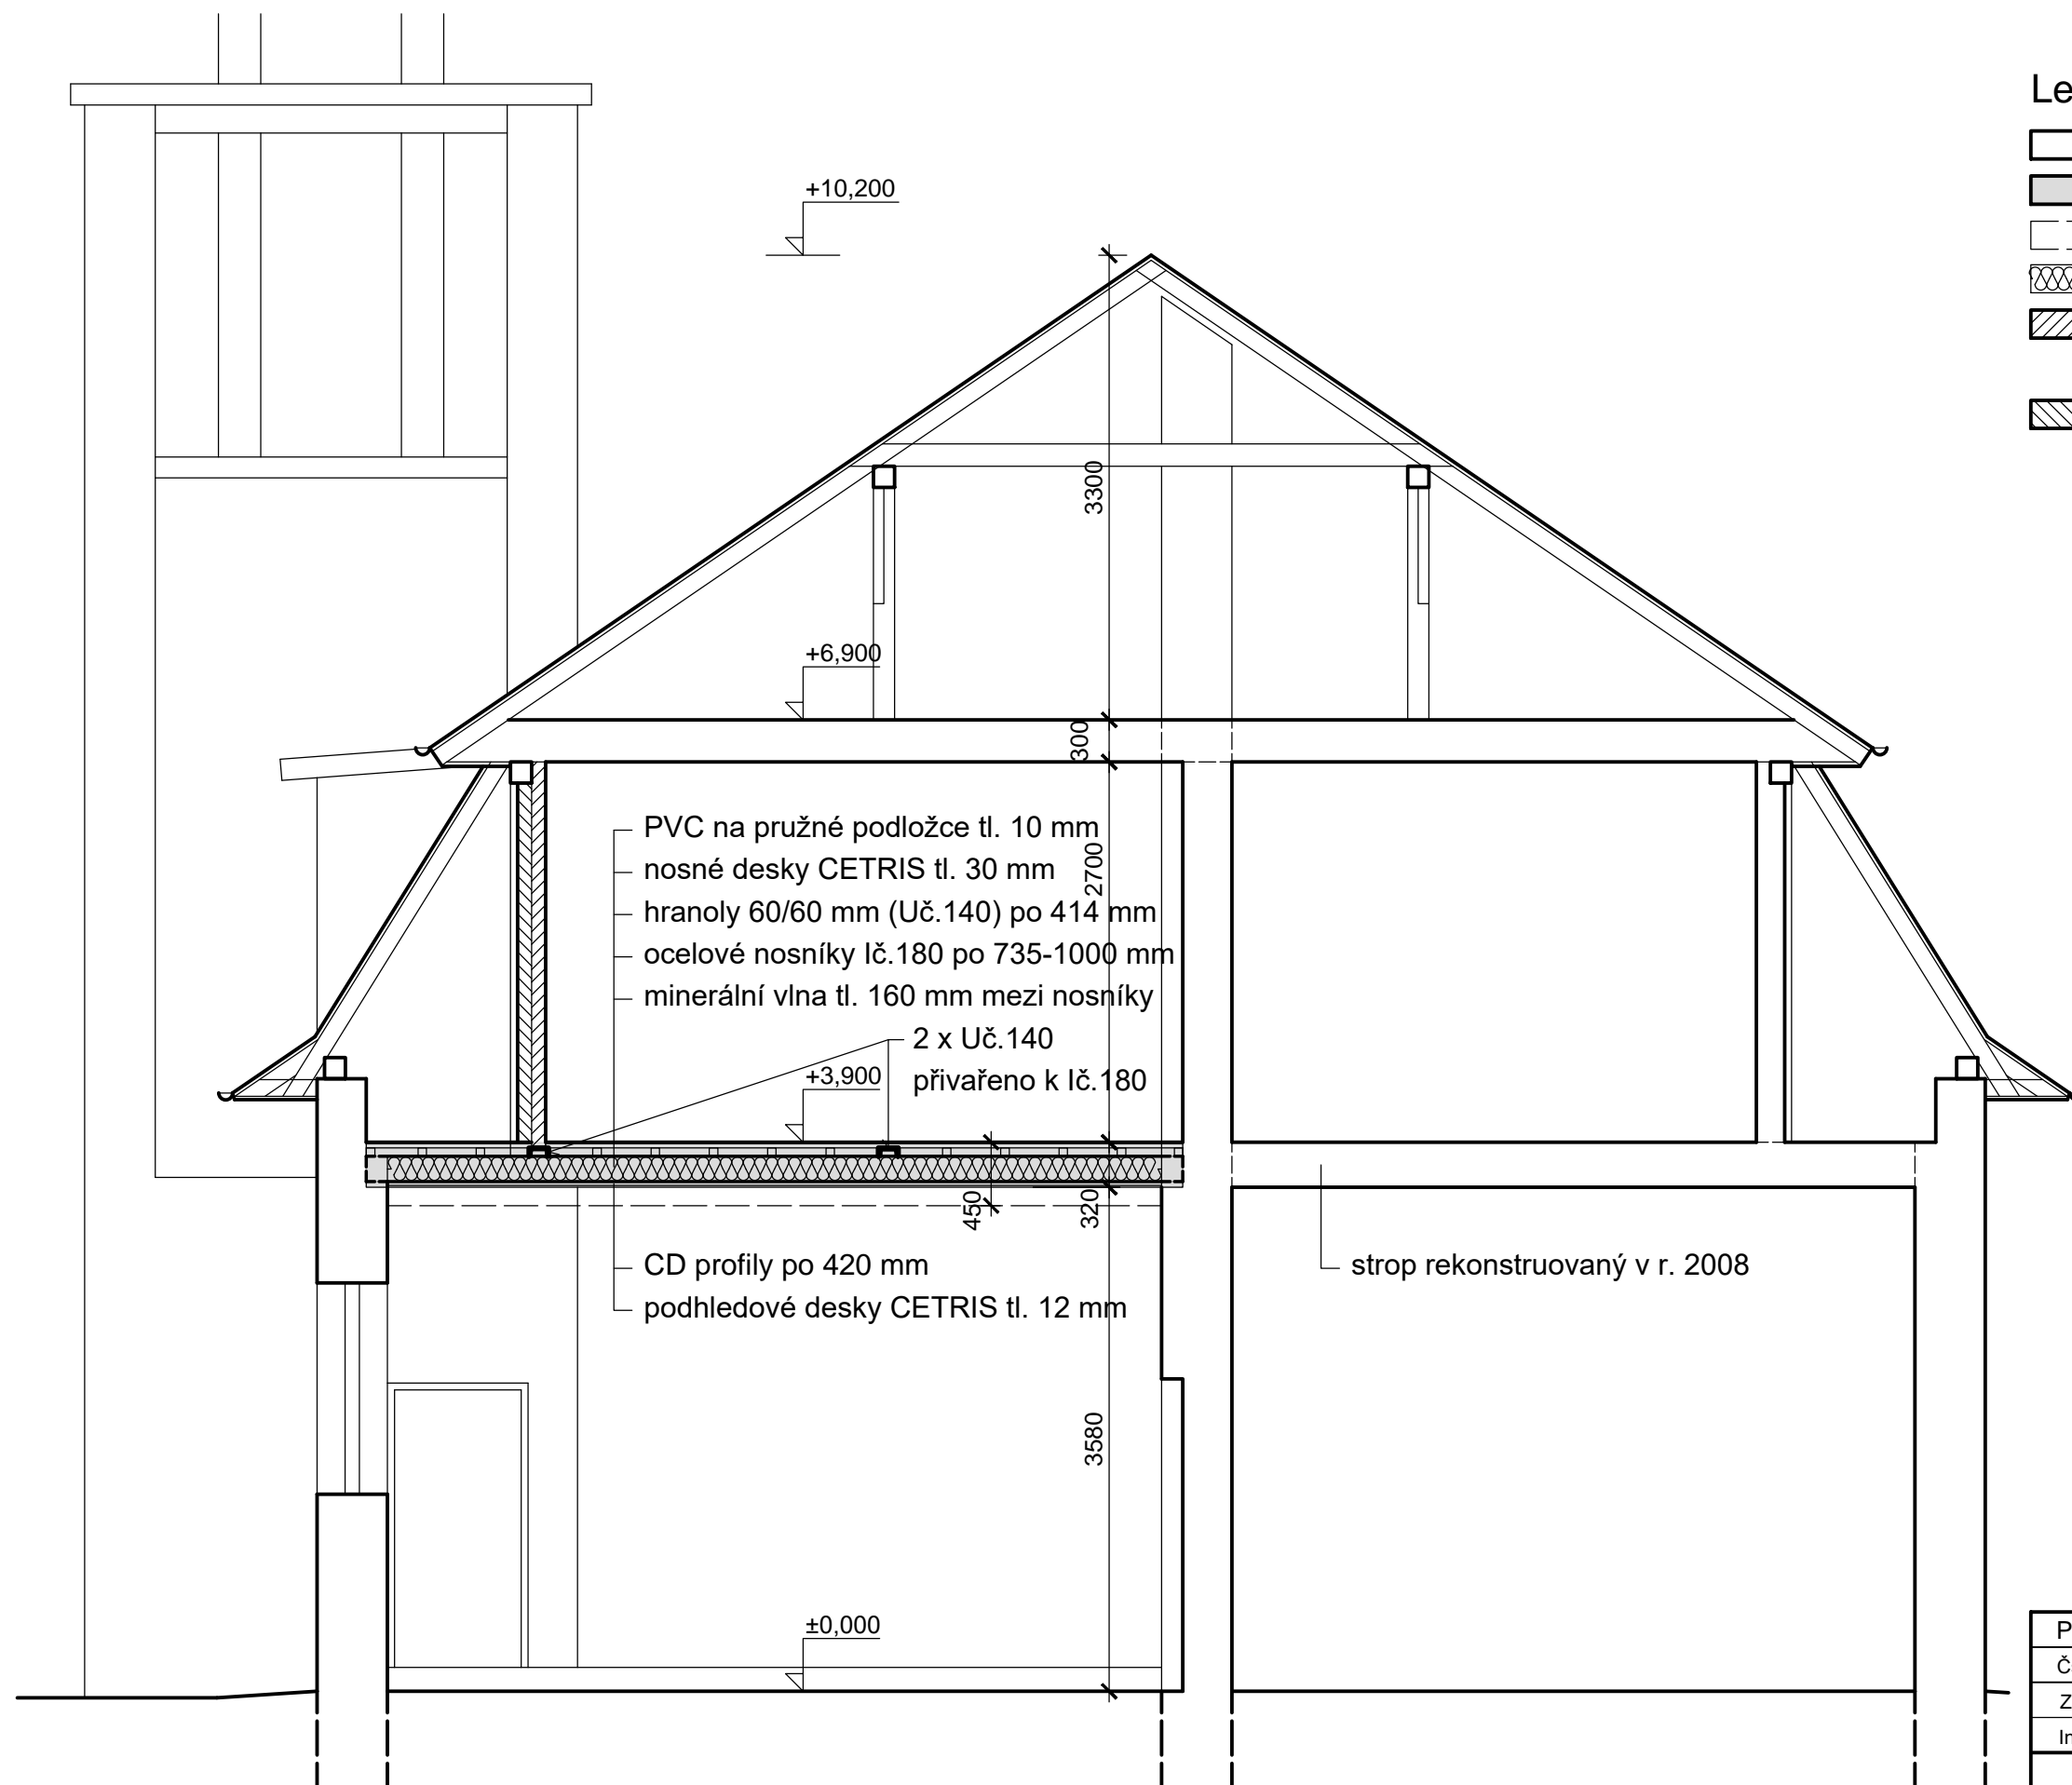 Le
+10,200
3300
+6,900
300
PVC na pružné podložce tl. 10 mm
nosné desky CETRIS tl. 30 mm
2700
hranoly 60/60 mm (Uč.140) po 414 mm
ocelové nosníky Ič.180 po 735-1000 mm
minerální vlna tl. 160 mm mezi nosníky
2 x Uč.140
přivařeno k Ič.180
+3,900
450
320
CD profily po 420 mm
podhledové desky CETRIS tl. 12 mm
strop rekonstruovaný v r. 2008
3580
±0,000
P
Č
Z
In